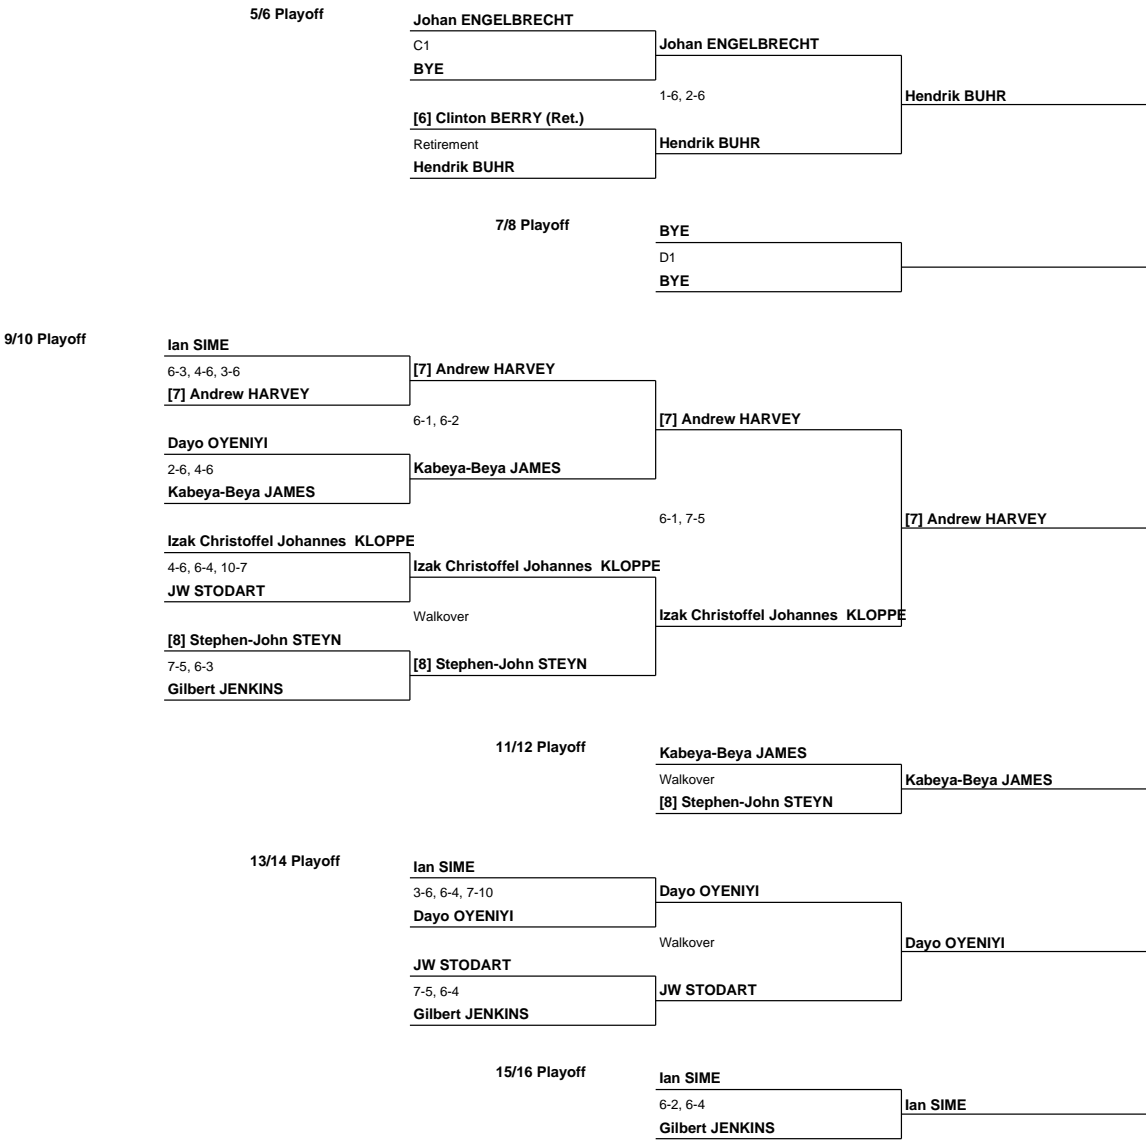 5/6 Playoff
Johan ENGELBRECHT
C1
BYE
Johan ENGELBRECHT
1-6, 2-6
Hendrik BUHR
[6] Clinton BERRY (Ret.)
Retirement
Hendrik BUHR
Hendrik BUHR
7/8 Playoff
BYE
D1
BYE
9/10 Playoff
Ian SIME
6-3, 4-6, 3-6
[7] Andrew HARVEY
[7] Andrew HARVEY
6-1, 6-2
[7] Andrew HARVEY
Dayo OYENIYI
2-6, 4-6
Kabeya-Beya JAMES
Kabeya-Beya JAMES
6-1, 7-5
[7] Andrew HARVEY
Izak Christoffel Johannes  KLOPPE
4-6, 6-4, 10-7
JW STODART
Izak Christoffel Johannes  KLOPPE
Walkover
Izak Christoffel Johannes  KLOPPE
[8] Stephen-John STEYN
7-5, 6-3
Gilbert JENKINS
[8] Stephen-John STEYN
11/12 Playoff
Kabeya-Beya JAMES
Walkover
[8] Stephen-John STEYN
Kabeya-Beya JAMES
13/14 Playoff
Ian SIME
3-6, 6-4, 7-10
Dayo OYENIYI
Dayo OYENIYI
Walkover
Dayo OYENIYI
JW STODART
7-5, 6-4
Gilbert JENKINS
JW STODART
15/16 Playoff
Ian SIME
6-2, 6-4
Gilbert JENKINS
Ian SIME